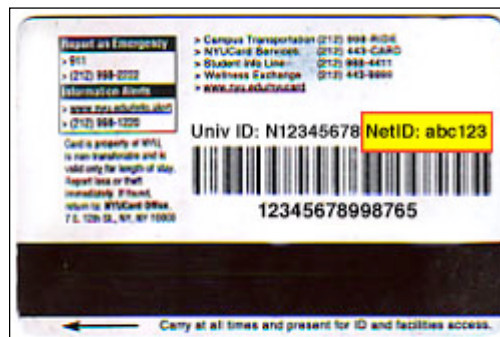 Report an Emergency
> 911
> (212) 998-2222
Information Alerts
> www.nyu.edu/info.alert
> (212) 998-1220
Card is property of NYU,
is non transferable and is
valid only for length of stay.
Report loss or theft
immediately. If found,
return to: NYUCard Office,
7 E. 12th St., NY, NY 10003
> Campus Transportation (212) 998-RIDE
> NYUCard Services (212) 443-CARD
> Student Info Line (212) 998-4411
> Wellness Exchange (212) 443-9999
> www.nyu.edu/nyucard
Univ ID: N12345678 NetID: abc123
12345678998765
Carry at all times and present for ID and facilities access.